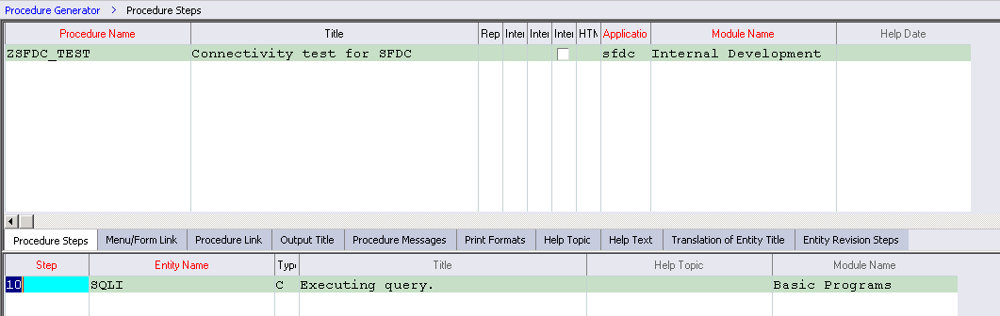 Procedure Generator > Procedure Steps
Procedure Name Title Rep Inter Inter Inter HTM Applicatio Module Name Help Date
ZSFDC_TEST Connectivity test for SFDC sfdc Internal Development
Procedure Steps Menu/Form Link Procedure Link Output Title Procedure Messages Print Formats Help Topic Help Text Translation of Entity Title Entity Revision Steps
Step Entity Name Type Title Help Topic Module Name
10 SQLI C Executing query. Basic Programs